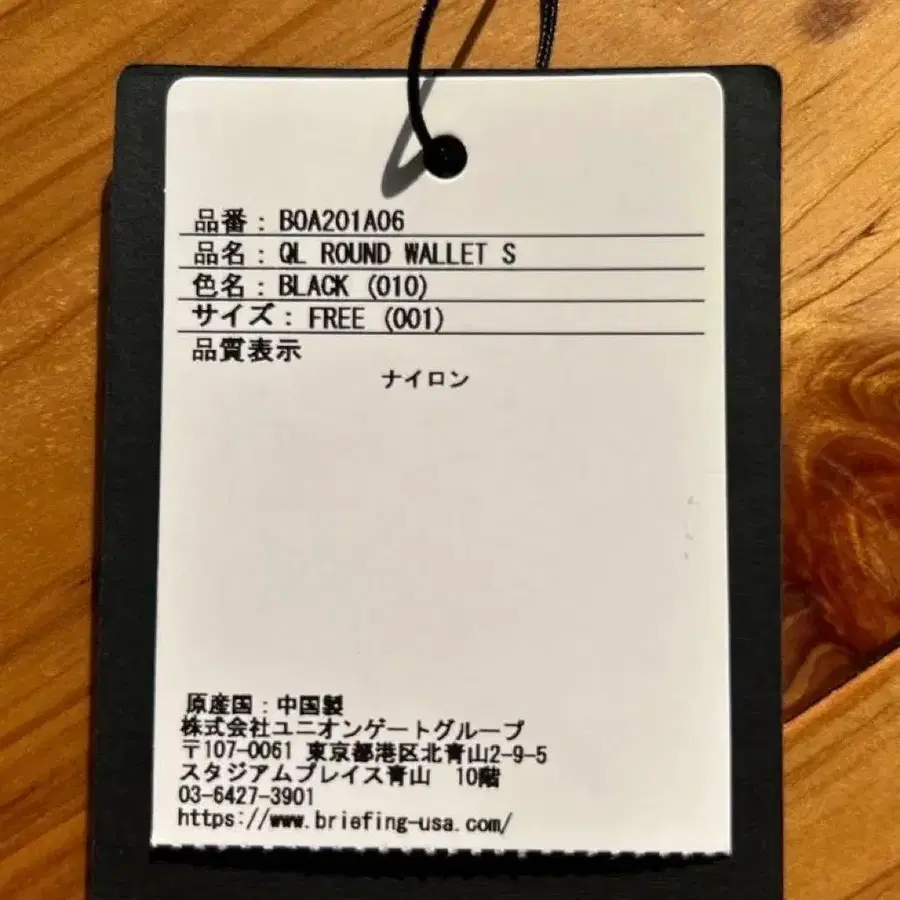 品番： B0A201A06
品名： QL ROUND WALLET S
色名： BLACK (010)
サイズ： FREE (001)
品質表示
ナイロン
原産国：中国製
株式会社ユニオンゲートグループ
〒107-0061 東京都港区北青山2-9-5
スタジアムプレイス青山 10階
03-6427-3901
https://www.briefing-usa.com/